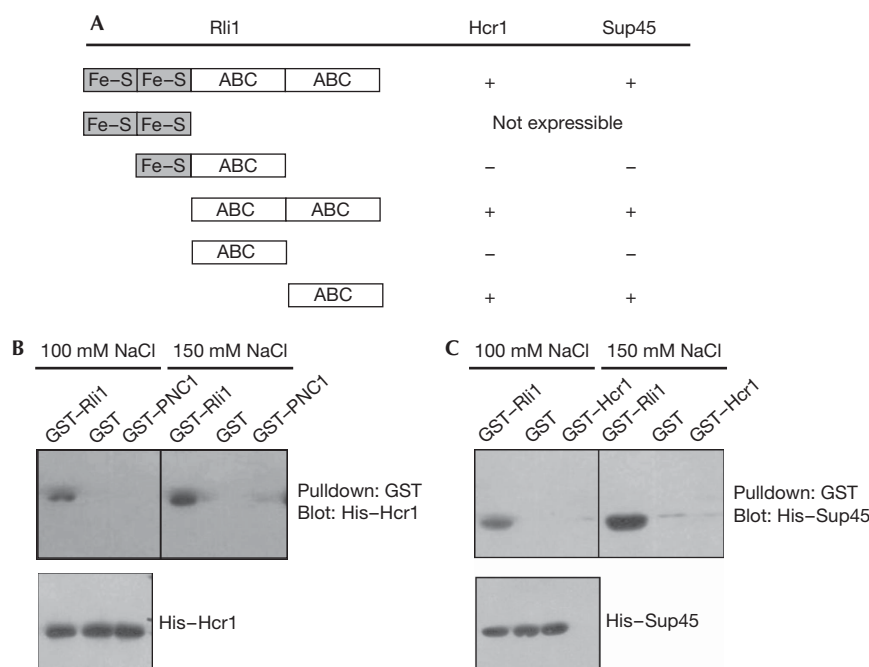 A
Rli1 Hcr1 Sup45
Fe–S Fe–S ABC ABC + +
Fe–S Fe–S Not expressible
Fe–S ABC – –
ABC ABC + +
ABC – –
ABC + +
B
100 mM NaCl 150 mM NaCl
GST–Rli1 GST GST–PNC1 GST–Rli1 GST GST–PNC1
Pulldown: GST
Blot: His–Hcr1
His–Hcr1
C
100 mM NaCl 150 mM NaCl
GST–Rli1 GST GST–Hcr1 GST–Rli1 GST GST–Hcr1
Pulldown: GST
Blot: His–Sup45
His–Sup45